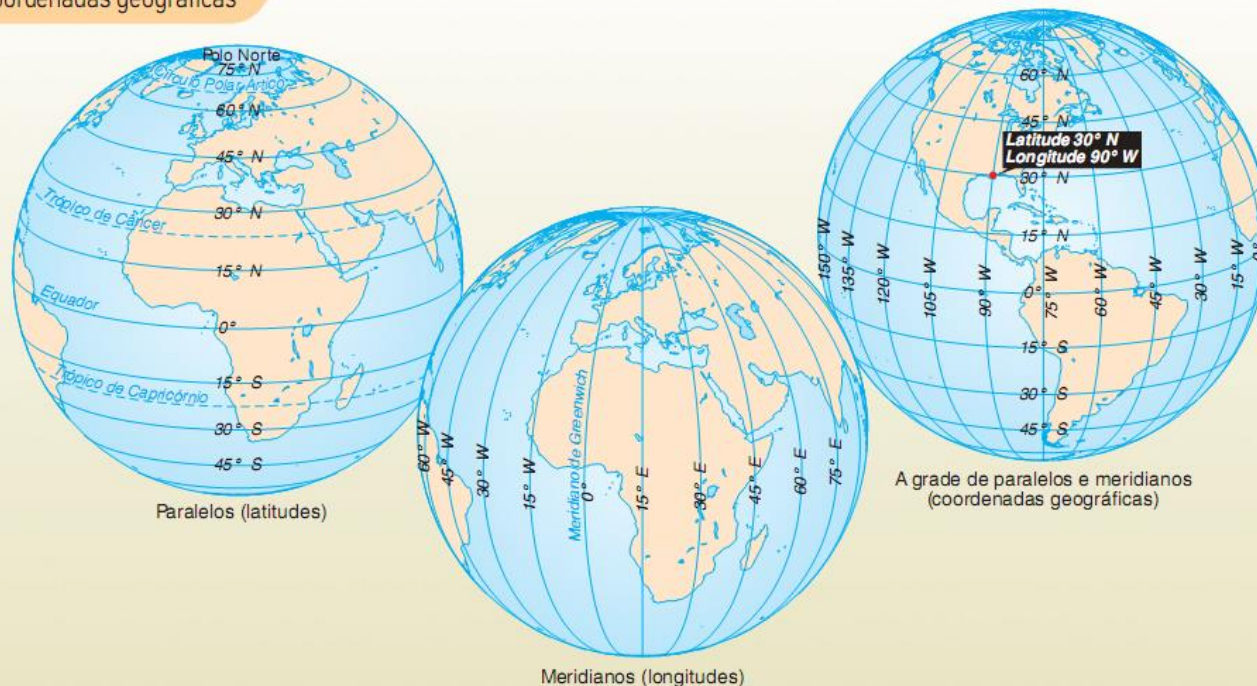 coordenadas geográficas
Polo Norte
75° N
Círculo Polar Ártico
60° N
45° N
30° N
Trópico de Câncer
15° N
Equador
0°
15° S
Trópico de Capricórnio
30° S
45° S
Paralelos (latitudes)
60° W
45° W
30° W
15° W
Meridiano de Greenwich
0°
15° E
30° E
45° E
60° E
75° E
Meridianos (longitudes)
60° N
45° N
Latitude 30° N
Longitude 90° W
30° N
15° N
150° W
135° W
120° W
105° W
90° W
0°
75° W
60° W
45° W
30° W
15° W
0°
15° S
30° S
45° S
A grade de paralelos e meridianos
(coordenadas geográficas)